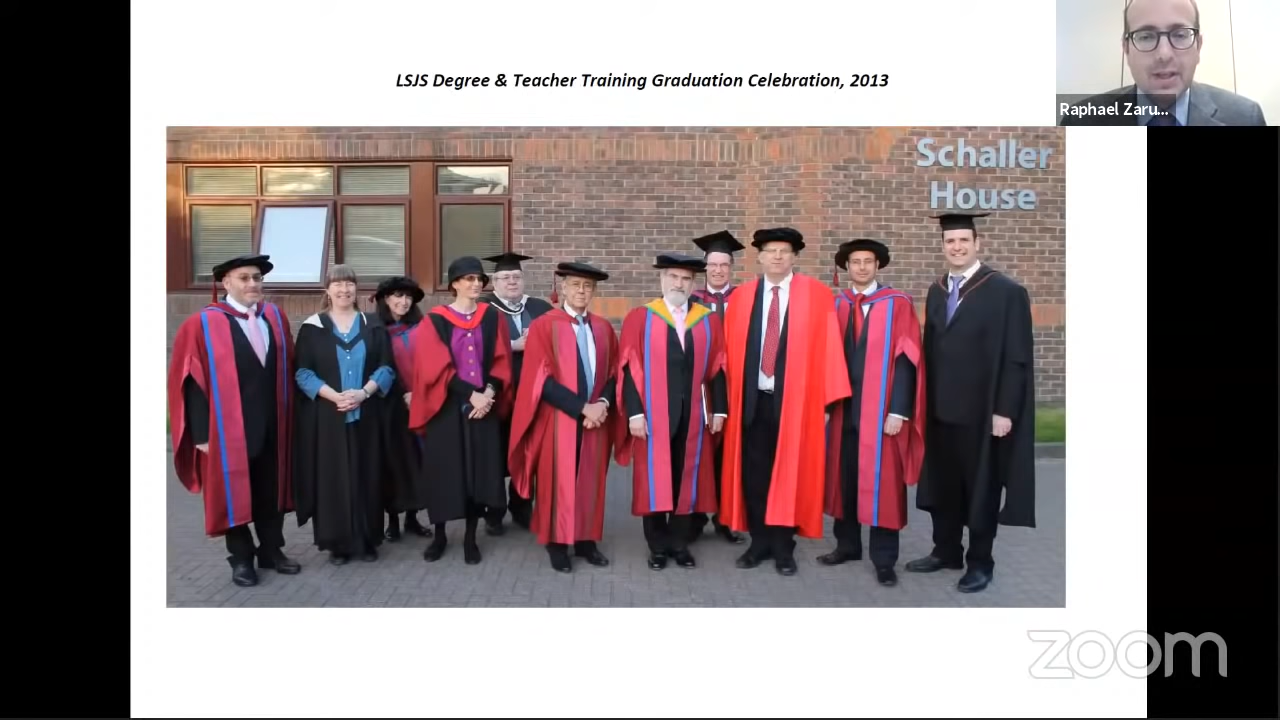 LSJS Degree & Teacher Training Graduation Celebration, 2013
Raphael Zaru...
Schaller
House
zoom